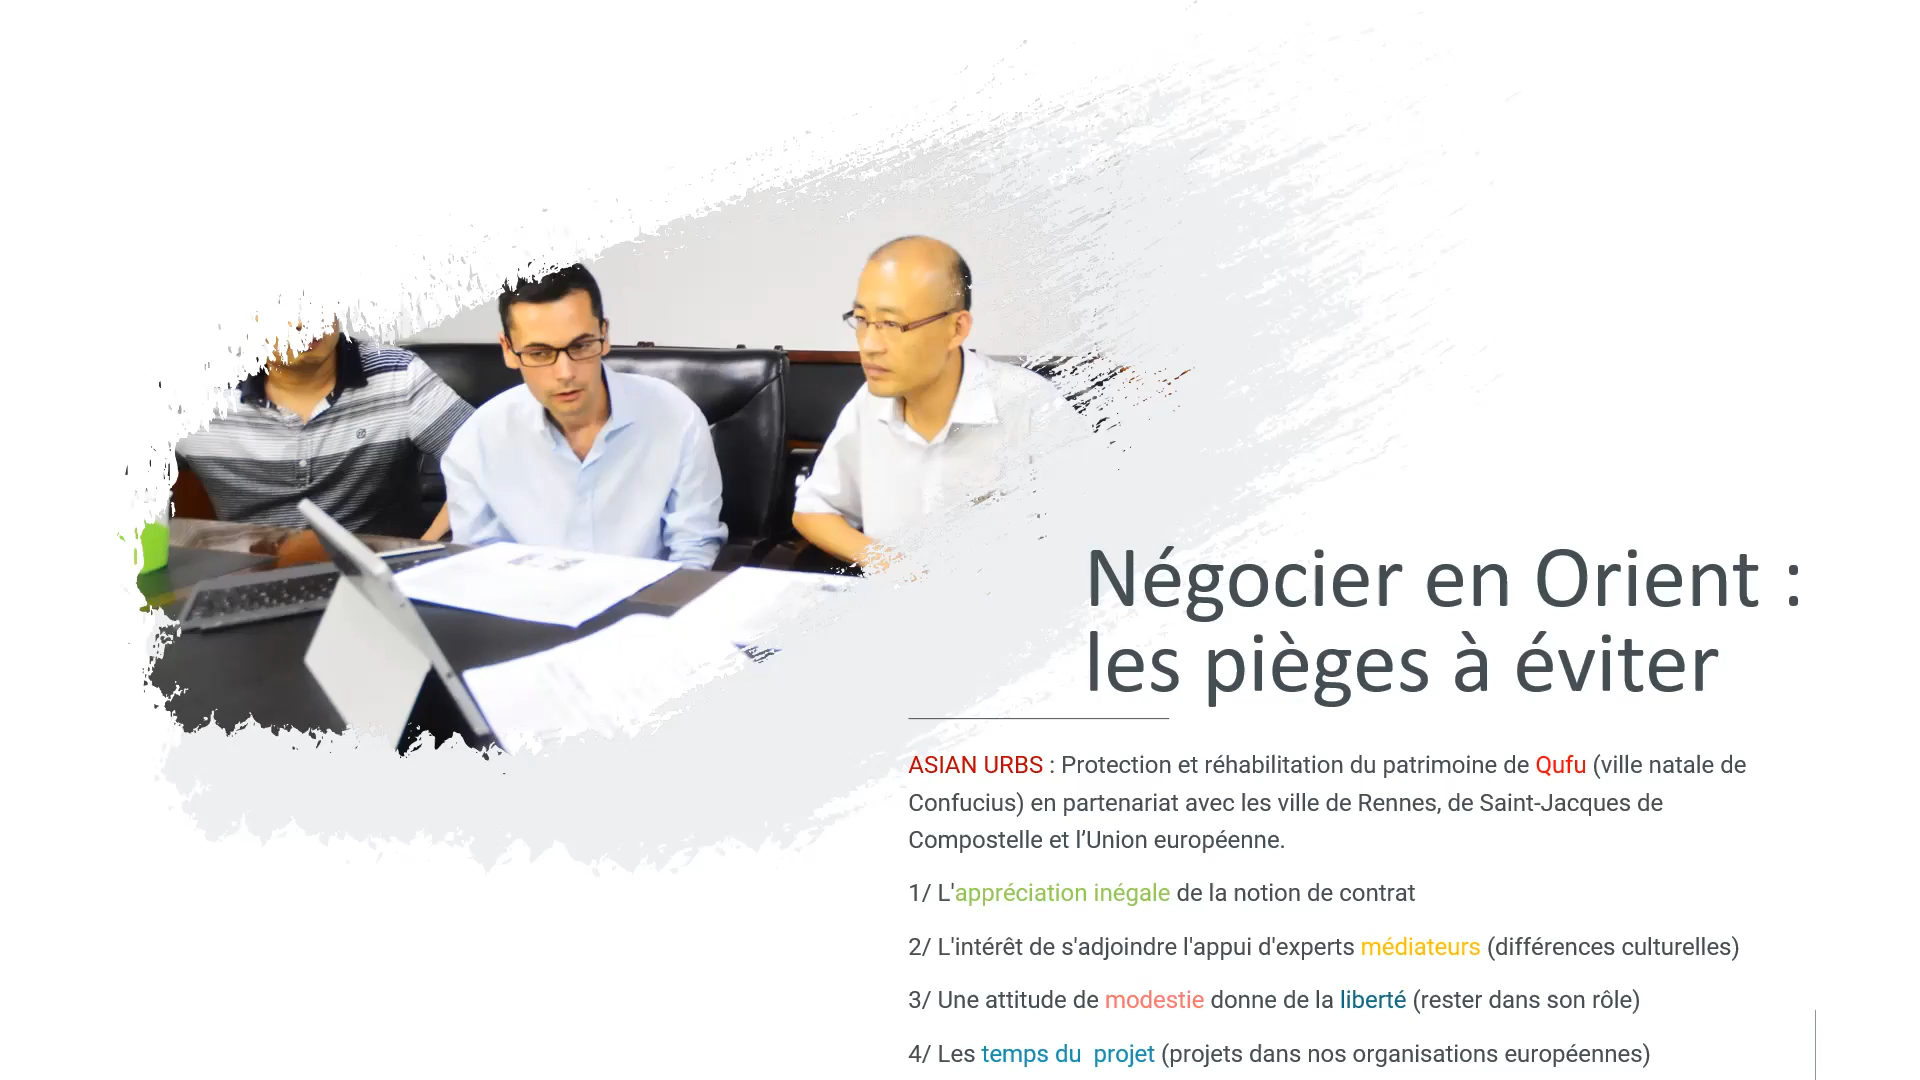 Négocier en Orient :
les pièges à éviter
ASIAN URBS : Protection et réhabilitation du patrimoine de Qufu (ville natale de
Confucius) en partenariat avec les ville de Rennes, de Saint-Jacques de
Compostelle et l’Union européenne.
1/ L'appréciation inégale de la notion de contrat
2/ L'intérêt de s'adjoindre l'appui d'experts médiateurs (différences culturelles)
3/ Une attitude de modestie donne de la liberté (rester dans son rôle)
4/ Les temps du  projet (projets dans nos organisations européennes)